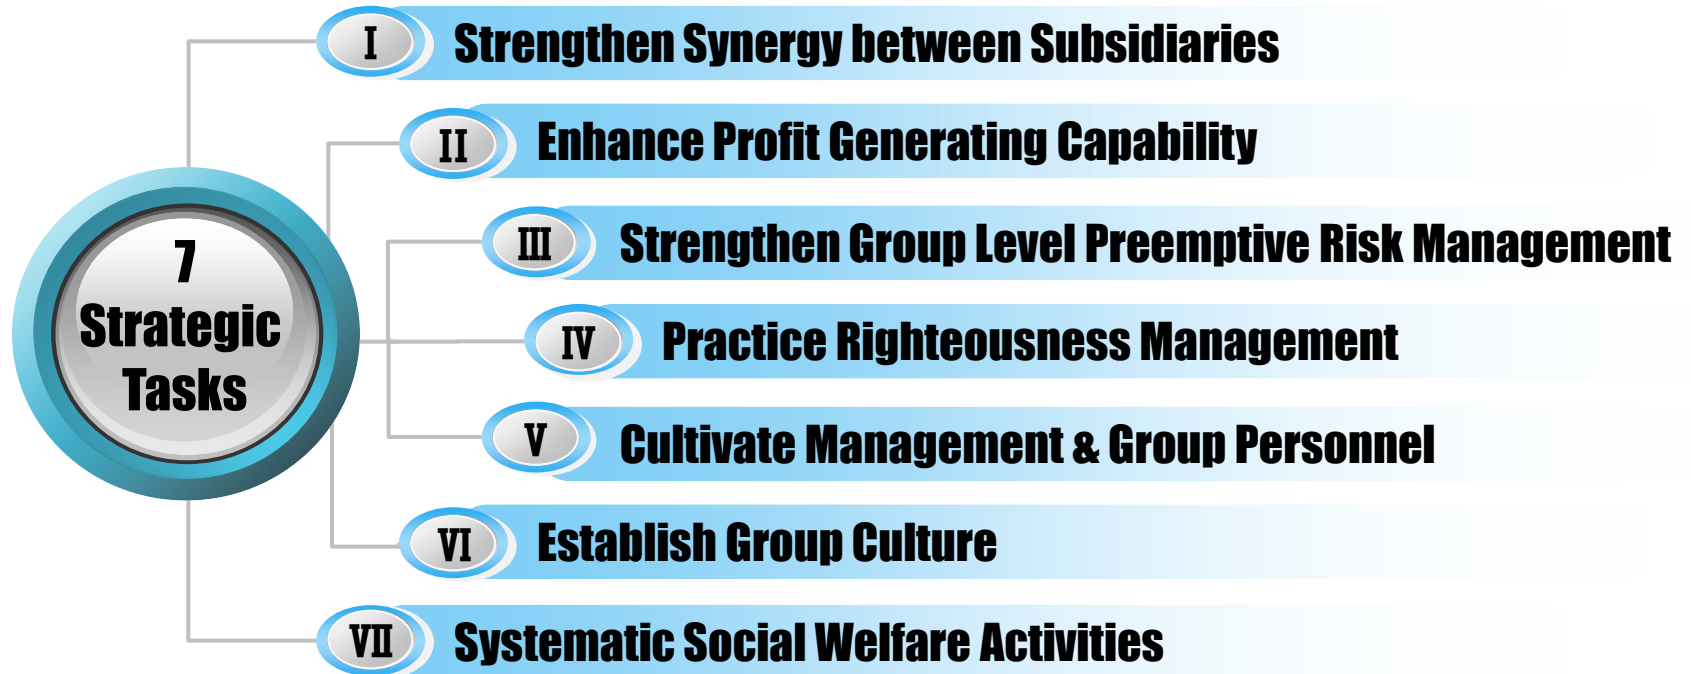 I Strengthen Synergy between Subsidiaries
II Enhance Profit Generating Capability
III Strengthen Group Level Preemptive Risk Management
7
Strategic
Tasks
IV Practice Righteousness Management
V Cultivate Management & Group Personnel
VI Establish Group Culture
VII Systematic Social Welfare Activities